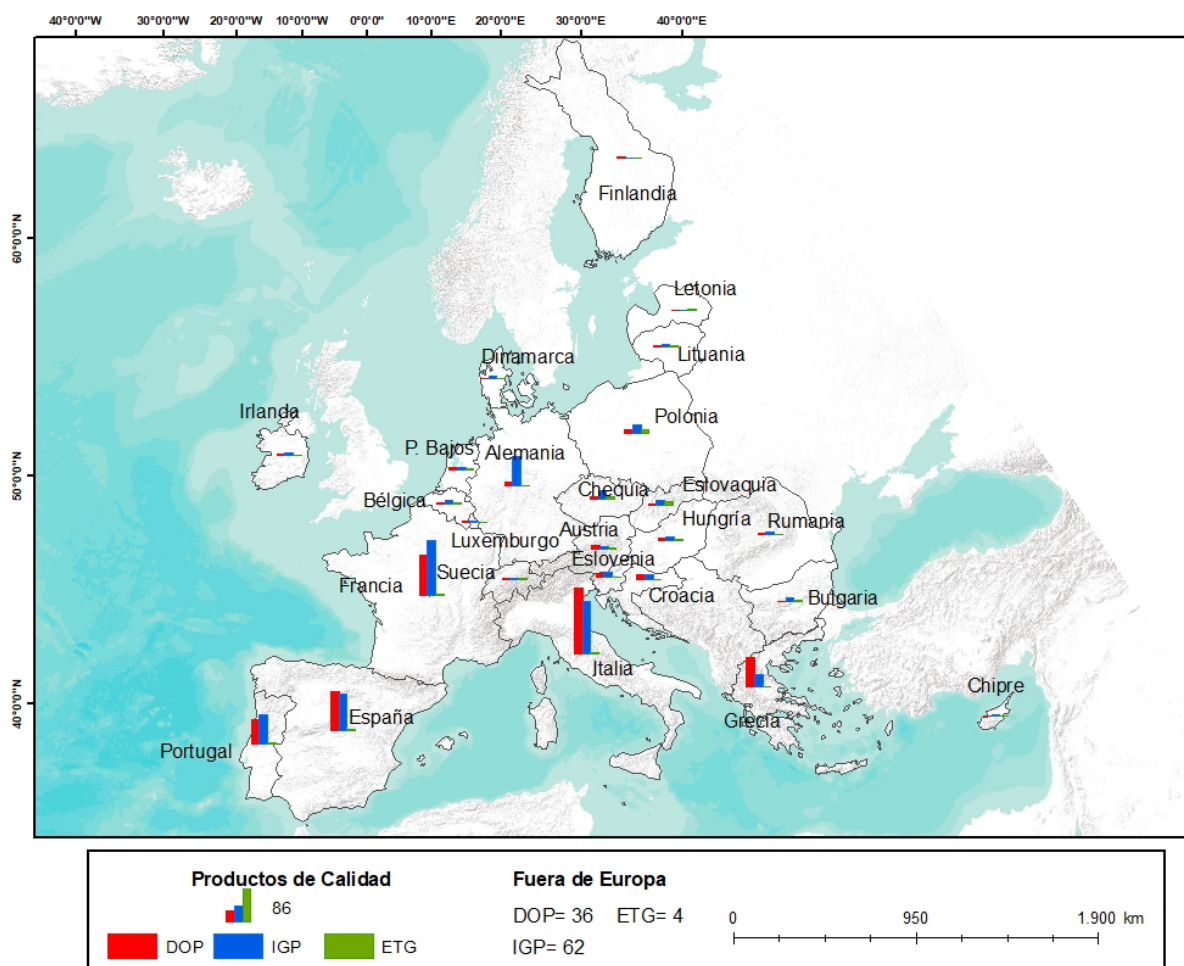 40°0'0"W 30°0'0"W 20°0'0"W 10°0'0"W 0°0'0" 10°0'0"E 20°0'0"E 30°0'0"E 40°0'0"E
60°0'0"N
50°0'0"N
40°0'0"N
Finlandia
Letonia
Lituania
Dinamarca
Irlanda
Polonia
P. Bajos
Alemania
Bélgica
Chequia
Eslovaquia
Luxemburgo
Austria
Hungría
Rumania
Eslovenia
Francia
Suecia
Croacia
Bulgaria
Italia
Chipre
España
Grecia
Portugal
Productos de Calidad
86
DOP IGP ETG
Fuera de Europa
DOP= 36 ETG= 4
IGP= 62
0 950 1.900 km